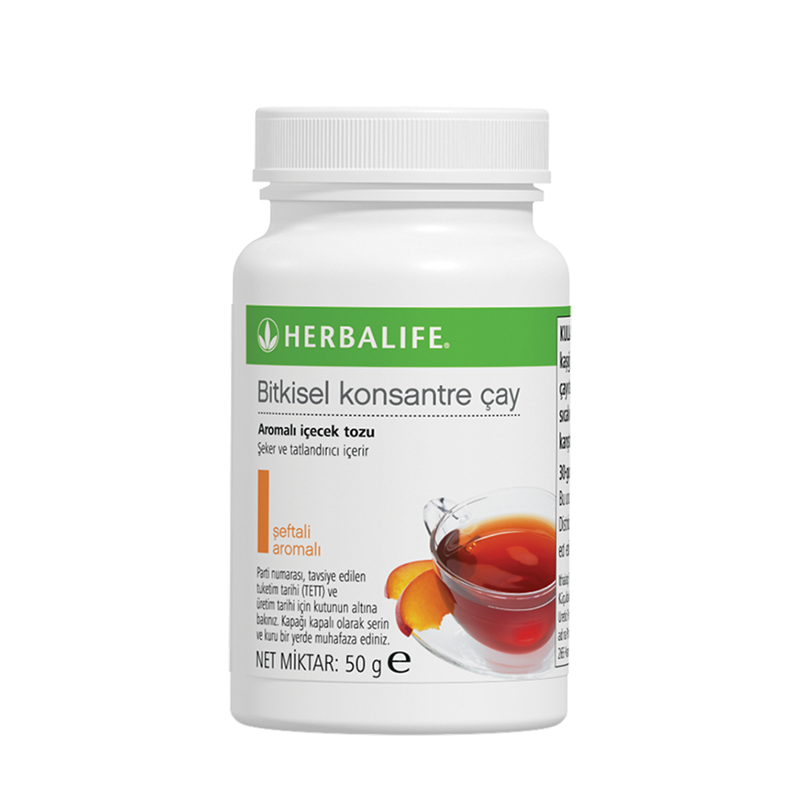 HERBALIFE®
Bitkisel konsantre çay
Aromalı içecek tozu
Şeker ve tatlandırıcı içerir
şeftali
aromalı
Parti numarası, tavsiye edilen
tuketim tarihi (TETT) ve
üretim tarihi için kutunun altına
bakınız. Kapağı kapalı olarak serin
ve kuru bir yerde muhafaza ediniz.
NET MİKTAR: 50 g ℮